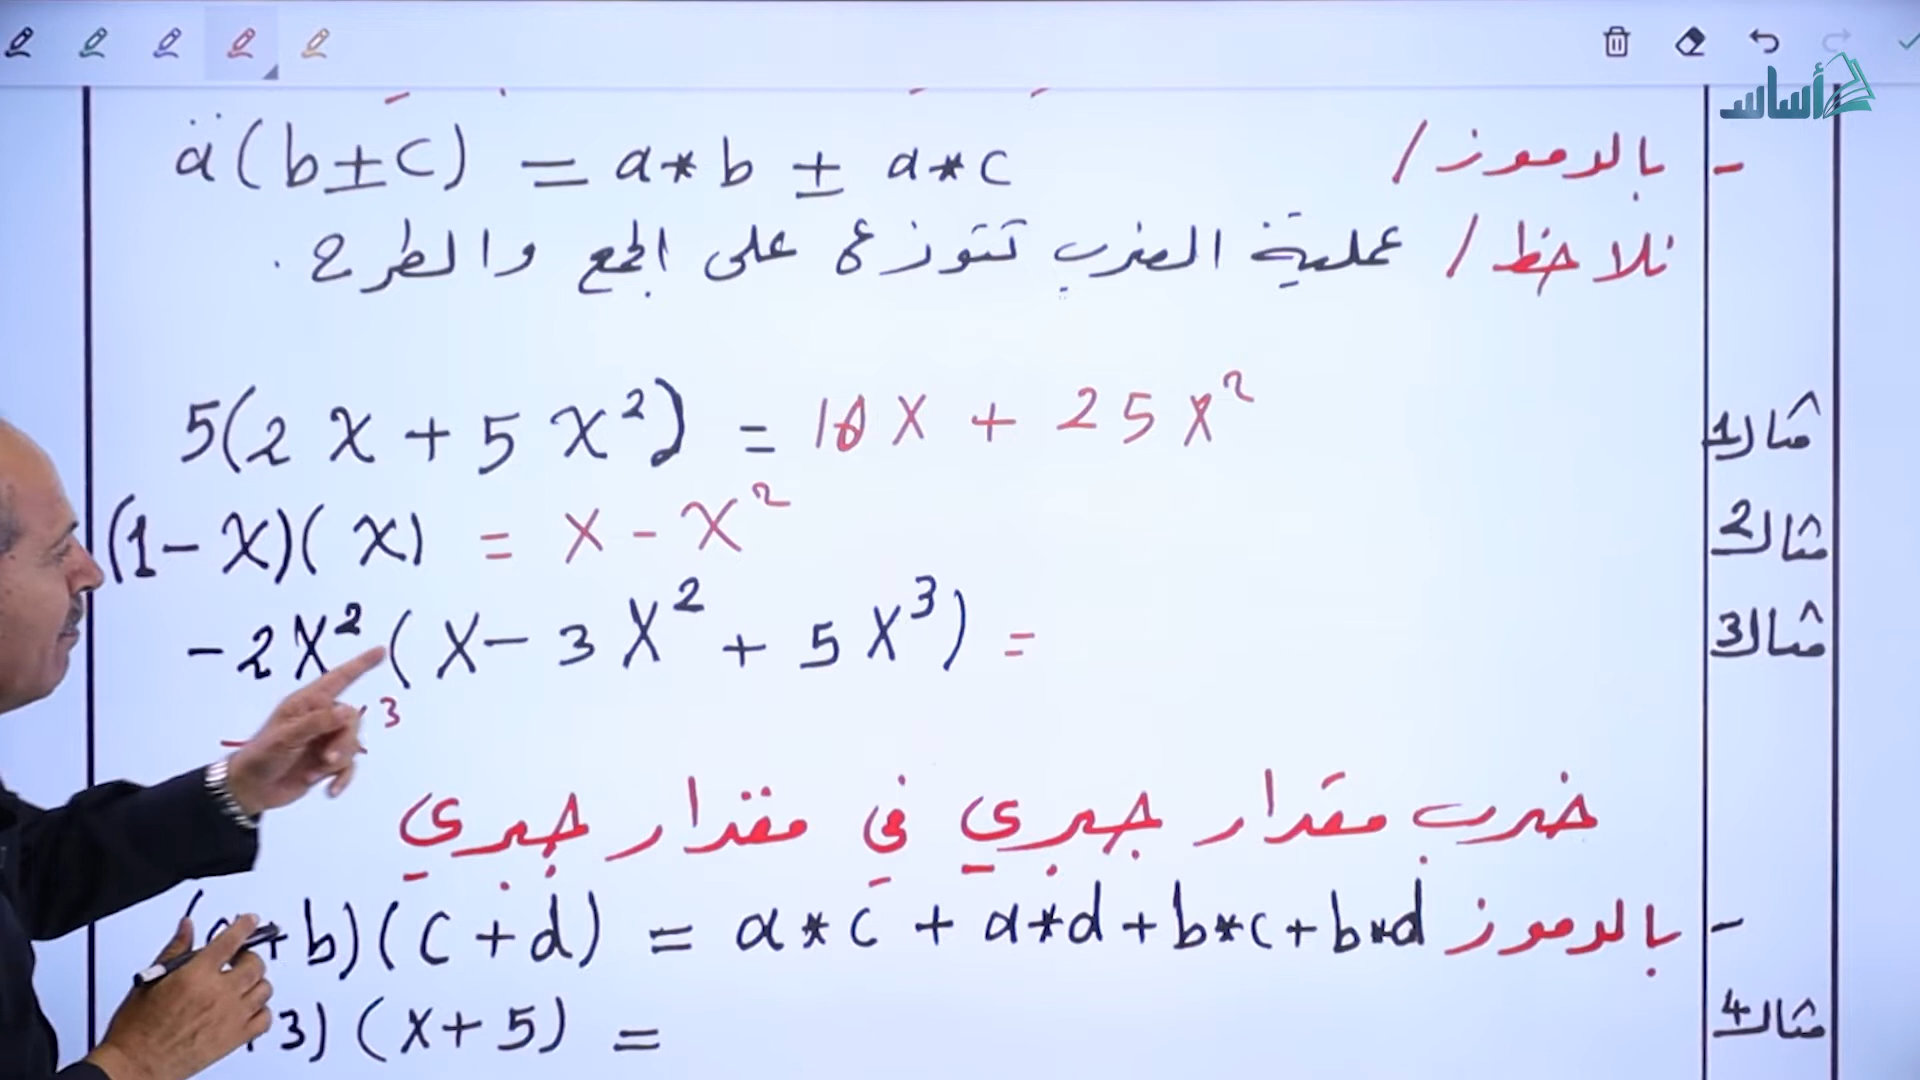 أساس
- بالرموز / a(b±c) = a*b ± a*c
نلاحظ / عملية الضرب تتوزع على الجمع والطرح.
مثال1 5(2x+5x²) = 10x + 25x²
مثال2 (1-x)(x) = x - x²
مثال3 -2x²(x-3x²+5x³) =
3
ضرب مقدار جبري في مقدار جبري
- بالرموز (a+b)(c+d) = a*c + a*d + b*c + b*d
مثال4 3)(x+5) =